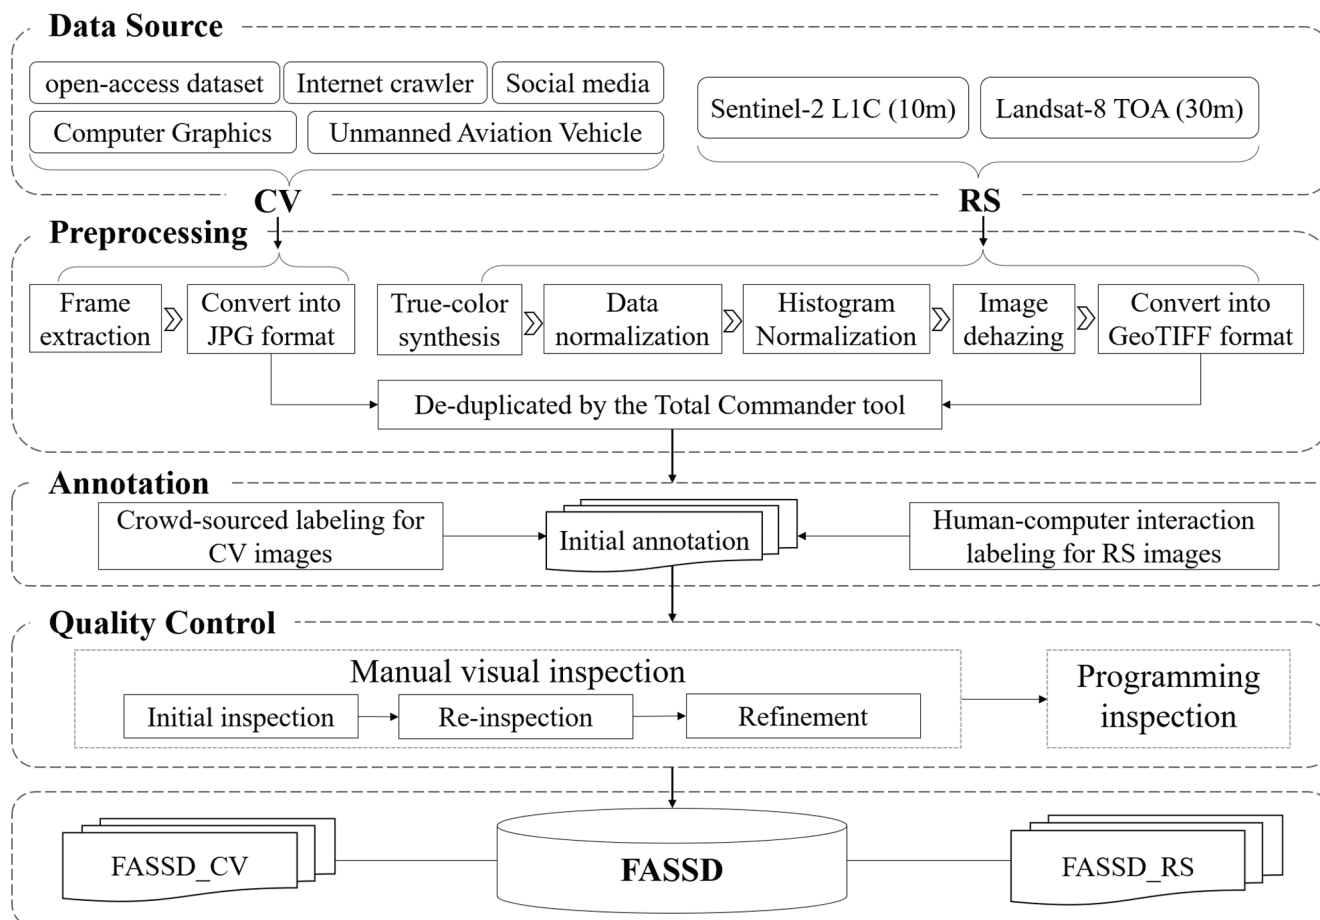 Data Source
open-access dataset
Internet crawler
Social media
Computer Graphics
Unmanned Aviation Vehicle
Sentinel-2 L1C (10m)
Landsat-8 TOA (30m)
CV
RS
Preprocessing
Frame
extraction
Convert into
JPG format
True-color
synthesis
Data
normalization
Histogram
Normalization
Image
dehazing
Convert into
GeoTIFF format
De-duplicated by the Total Commander tool
Annotation
Crowd-sourced labeling for
CV images
Initial annotation
Human-computer interaction
labeling for RS images
Quality Control
Manual visual inspection
Initial inspection
Re-inspection
Refinement
Programming
inspection
FASSD_CV
FASSD
FASSD_RS